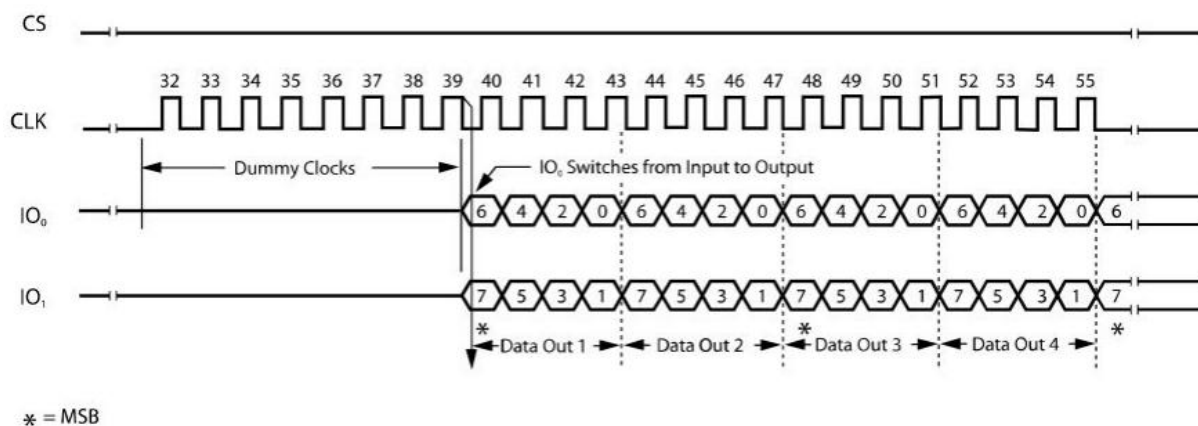 CS
32 33 34 35 36 37 38 39 40 41 42 43 44 45 46 47 48 49 50 51 52 53 54 55
CLK
Dummy Clocks
IO₀ Switches from Input to Output
IO₀ 6 4 2 0 6 4 2 0 6 4 2 0 6 4 2 0 6
IO₁ 7 5 3 1 7 5 3 1 7 5 3 1 7 5 3 1 7
* * *
Data Out 1 Data Out 2 Data Out 3 Data Out 4
* = MSB